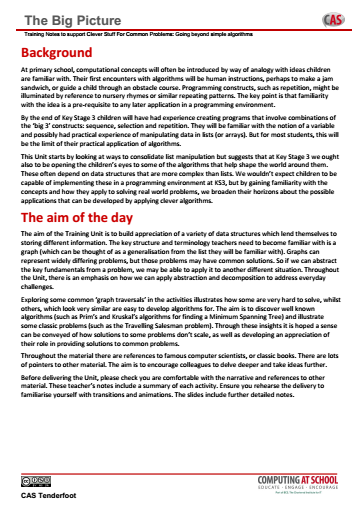 The Big Picture
CAS
Training Notes to support Clever Stuff For Common Problems: Going beyond simple algorithms
Background
At primary school, computational concepts will often be introduced by way of analogy with ideas children
are familiar with. Their first encounters with algorithms will be human instructions, perhaps to make a jam
sandwich, or guide a child through an obstacle course. Programming constructs, such as repetition, might be
illuminated by reference to nursery rhymes or similar repeating patterns. The key point is that familiarity
with the idea is a pre-requisite to any later application in a programming environment.
By the end of Key Stage 3 children will have had experience creating programs that involve combinations of
the 'big 3' constructs: sequence, selection and repetition. They will be familiar with the notion of a variable
and possibly had practical experience of manipulating data in lists (or arrays). But for most students, this will
be the limit of their practical application of algorithms.
This Unit starts by looking at ways to consolidate list manipulation but suggests that at Key Stage 3 we ought
also to be opening the children's eyes to some of the algorithms that help shape the world around them.
These often depend on data structures that are more complex than lists. We wouldn't expect children to be
capable of implementing these in a programming environment at KS3, but by gaining familiarity with the
concepts and how they apply to solving real world problems, we broaden their horizons about the possible
applications that can be developed by applying clever algorithms.
The aim of the day
The aim of the Training Unit is to build appreciation of a variety of data structures which lend themselves to
storing different information. The key structure and terminology teachers need to become familiar with is a
graph (which can be thought of as a generalisation from the list they will be familiar with). Graphs can
represent widely differing problems, but those problems may have common solutions. So if we can abstract
the key fundamentals from a problem, we may be able to apply it to another different situation. Throughout
the Unit, there is an emphasis on how we can apply abstraction and decomposition to address everyday
challenges.
Exploring some common 'graph traversals' in the activities illustrates how some are very hard to solve, whilst
others, which look very similar are easy to develop algorithms for. The aim is to discover well known
algorithms (such as Prim's and Kruskal's algorithms for finding a Minimum Spanning Tree) and illustrate
some classic problems (such as the Travelling Salesman problem). Through these insights it is hoped a sense
can be conveyed of how solutions to some problems don't scale, as well as developing an appreciation of
their role in providing solutions to common problems.
Throughout the material there are references to famous computer scientists, or classic books. There are lots
of pointers to other material. The aim is to encourage colleagues to delve deeper and take ideas further.
Before delivering the Unit, please check you are comfortable with the narrative and references to other
material. These teacher's notes include a summary of each activity. Ensure you rehearse the delivery to
familiarise yourself with transitions and animations. The slides include further detailed notes.
COMPUTING AT SCHOOL
EDUCATE · ENGAGE · ENCOURAGE
CAS Tenderfoot